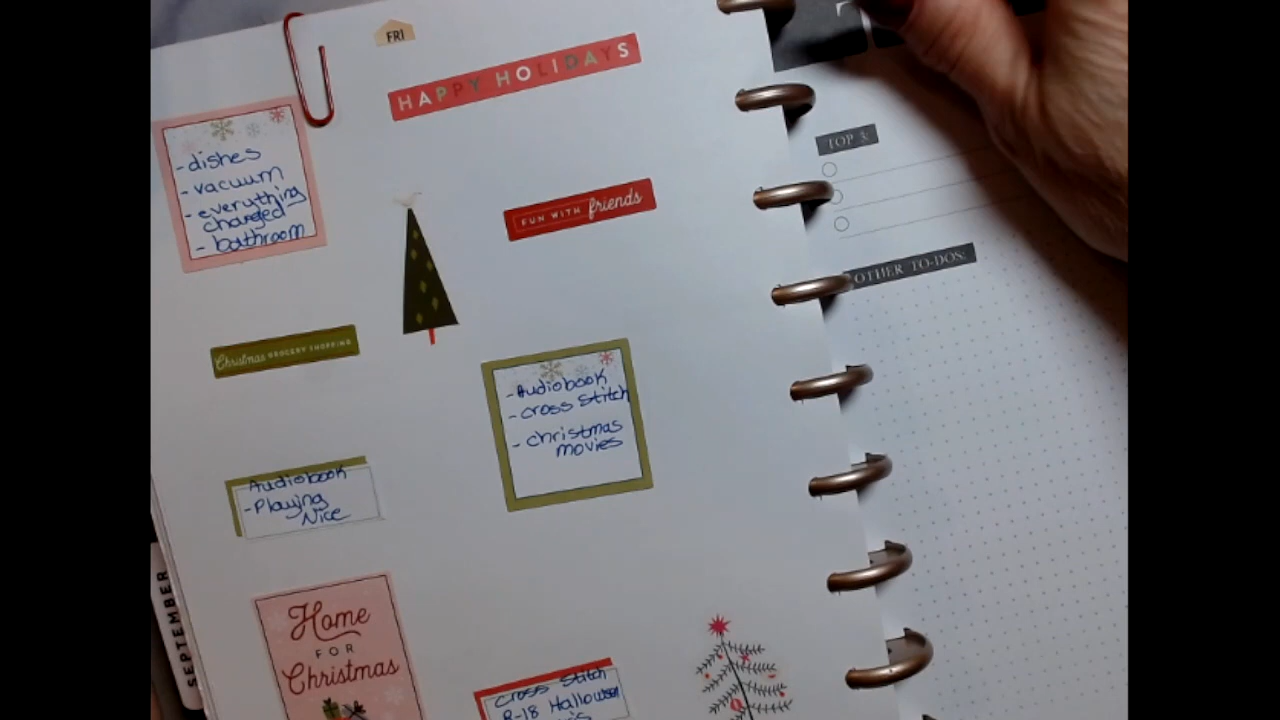 FRI
HAPPY HOLIDAYS
- dishes
- vacuum
- everything
changed
- bathroom
FUN WITH friends
Christmas GROCERY SHOPPING
- Audiobook
- cross stitch
- christmas
movies
Audiobook
- Playing
Nice
Home
FOR
Christmas
cross stitch
TOP 3:
OTHER TO-DOS:
SEPTEMBER